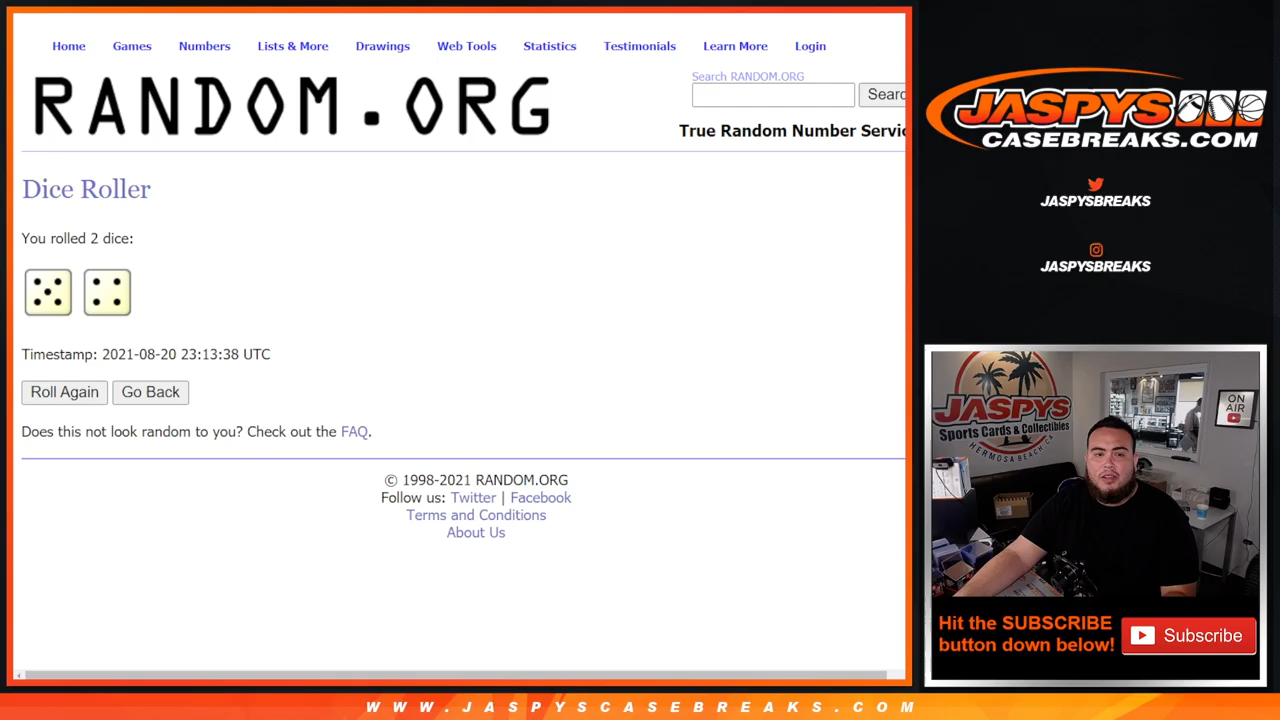 Home Games Numbers Lists & More Drawings Web Tools Statistics Testimonials Learn More Login
RANDOM.ORG
Search RANDOM.ORG
True Random Number
Dice Roller
You rolled 2 dice:
Timestamp: 2021-08-20 23:13:38 UTC
Roll Again Go Back
Does this not look random to you? Check out the FAQ.
© 1998-2021 RANDOM.ORG
Follow us: Twitter | Facebook
Terms and Conditions
About Us
JASPYS
CASEBREAKS.COM
JASPYSBREAKS
JASPYSBREAKS
JASPYS
Sports Cards & Collectibles
HERMOSA BEACH CA
ON
AIR
Hit the SUBSCRIBE
button down below!
Subscribe
WWW.JASPYSCASEBREAKS.COM